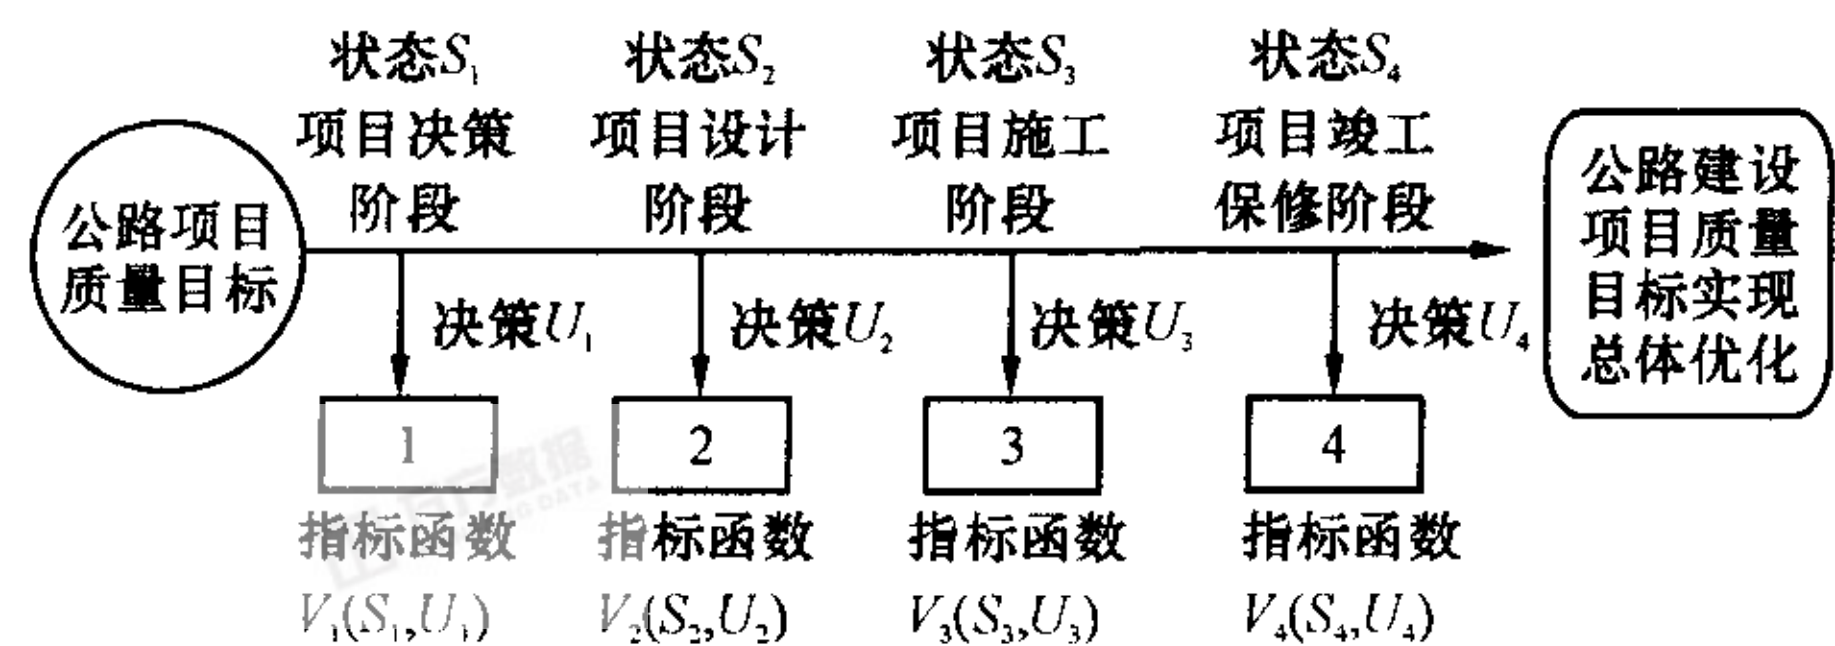 公路项目
质量目标
状态S₁
项目决策
阶段
状态S₂
项目设计
阶段
状态S₃
项目施工
阶段
状态S₄
项目竣工
保修阶段
决策U₁
决策U₂
决策U₃
决策U₄
1
2
3
4
指标函数
V₁(S₁,U₁)
指标函数
V₂(S₂,U₂)
指标函数
V₃(S₃,U₃)
指标函数
V₄(S₄,U₄)
公路建设
项目质量
目标实现
总体优化
万方数据